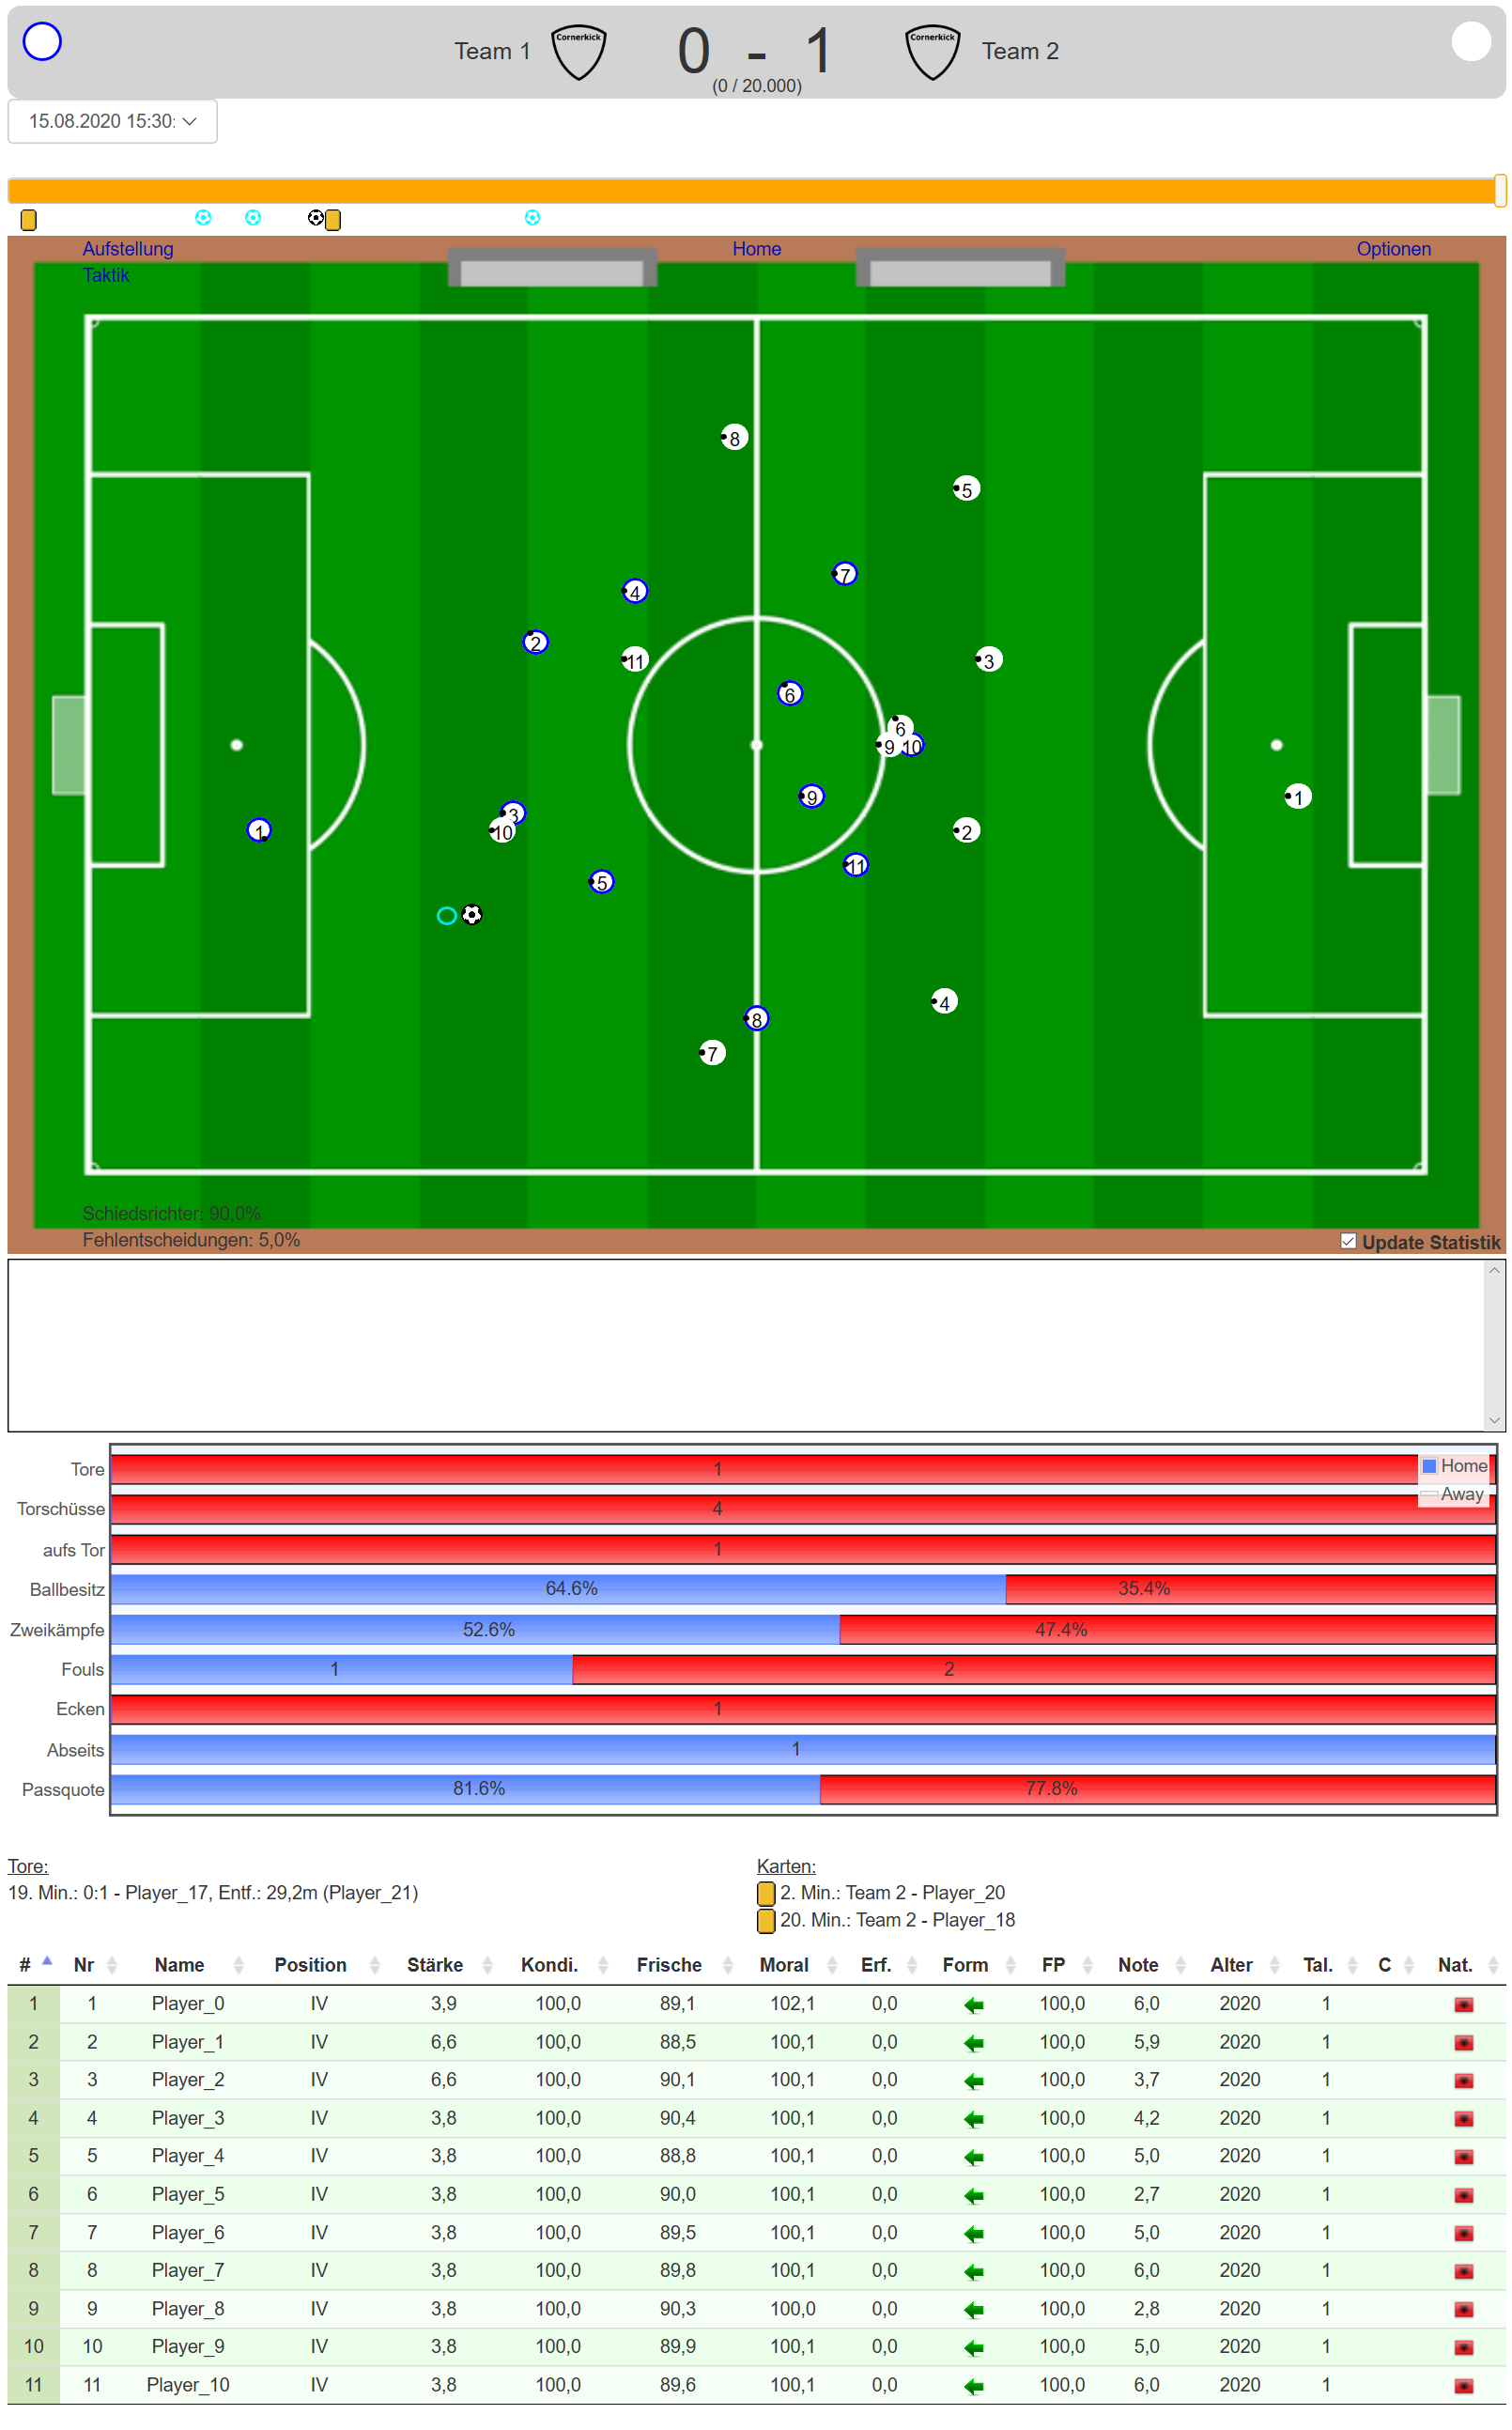 Team 1 Cornerkick 0 - 1 Cornerkick Team 2
(0 / 20.000)
15.08.2020 15:30:
Aufstellung Home Optionen
Taktik
8
5
7
4
2
11 3
6
6
9 10
9 1
3
1 10 2
11
5
4
8
7
Schiedsrichter: 90,0%
Fehlentscheidungen: 5,0%
Update Statistik
Tore 1 Home
Away
Torschüsse 4
aufs Tor 1
Ballbesitz 64.6% 35.4%
Zweikämpfe 52.6% 47.4%
Fouls 1 2
Ecken 1
Abseits 1
Passquote 81.6% 77.8%
Tore: Karten:
19. Min.: 0:1 - Player_17, Entf.: 29,2m (Player_21) 2. Min.: Team 2 - Player_20
20. Min.: Team 2 - Player_18
# Nr Name Position Stärke Kondi. Frische Moral Erf. Form FP Note Alter Tal. C Nat.
1 1 Player_0 IV 3,9 100,0 89,1 102,1 0,0 100,0 6,0 2020 1
2 2 Player_1 IV 6,6 100,0 88,5 100,1 0,0 100,0 5,9 2020 1
3 3 Player_2 IV 6,6 100,0 90,1 100,1 0,0 100,0 3,7 2020 1
4 4 Player_3 IV 3,8 100,0 90,4 100,1 0,0 100,0 4,2 2020 1
5 5 Player_4 IV 3,8 100,0 88,8 100,1 0,0 100,0 5,0 2020 1
6 6 Player_5 IV 3,8 100,0 90,0 100,1 0,0 100,0 2,7 2020 1
7 7 Player_6 IV 3,8 100,0 89,5 100,1 0,0 100,0 5,0 2020 1
8 8 Player_7 IV 3,8 100,0 89,8 100,1 0,0 100,0 6,0 2020 1
9 9 Player_8 IV 3,8 100,0 90,3 100,0 0,0 100,0 2,8 2020 1
10 10 Player_9 IV 3,8 100,0 89,9 100,1 0,0 100,0 5,0 2020 1
11 11 Player_10 IV 3,8 100,0 89,6 100,1 0,0 100,0 6,0 2020 1